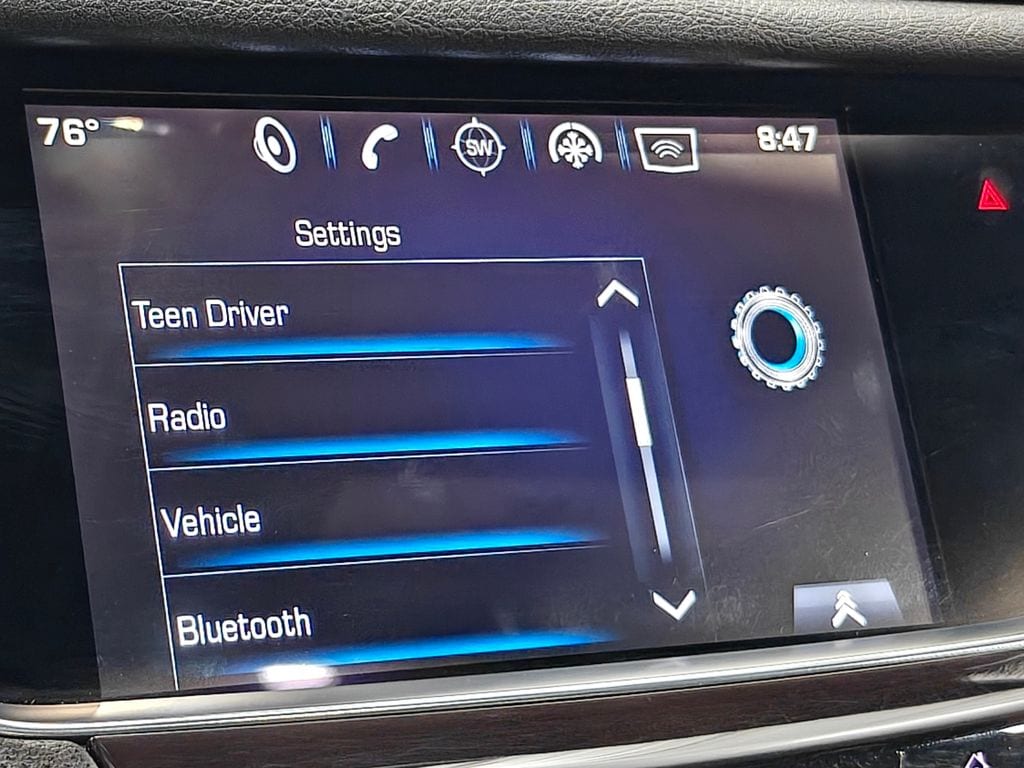 76°
SW
8:47
Settings
Teen Driver
Radio
Vehicle
Bluetooth